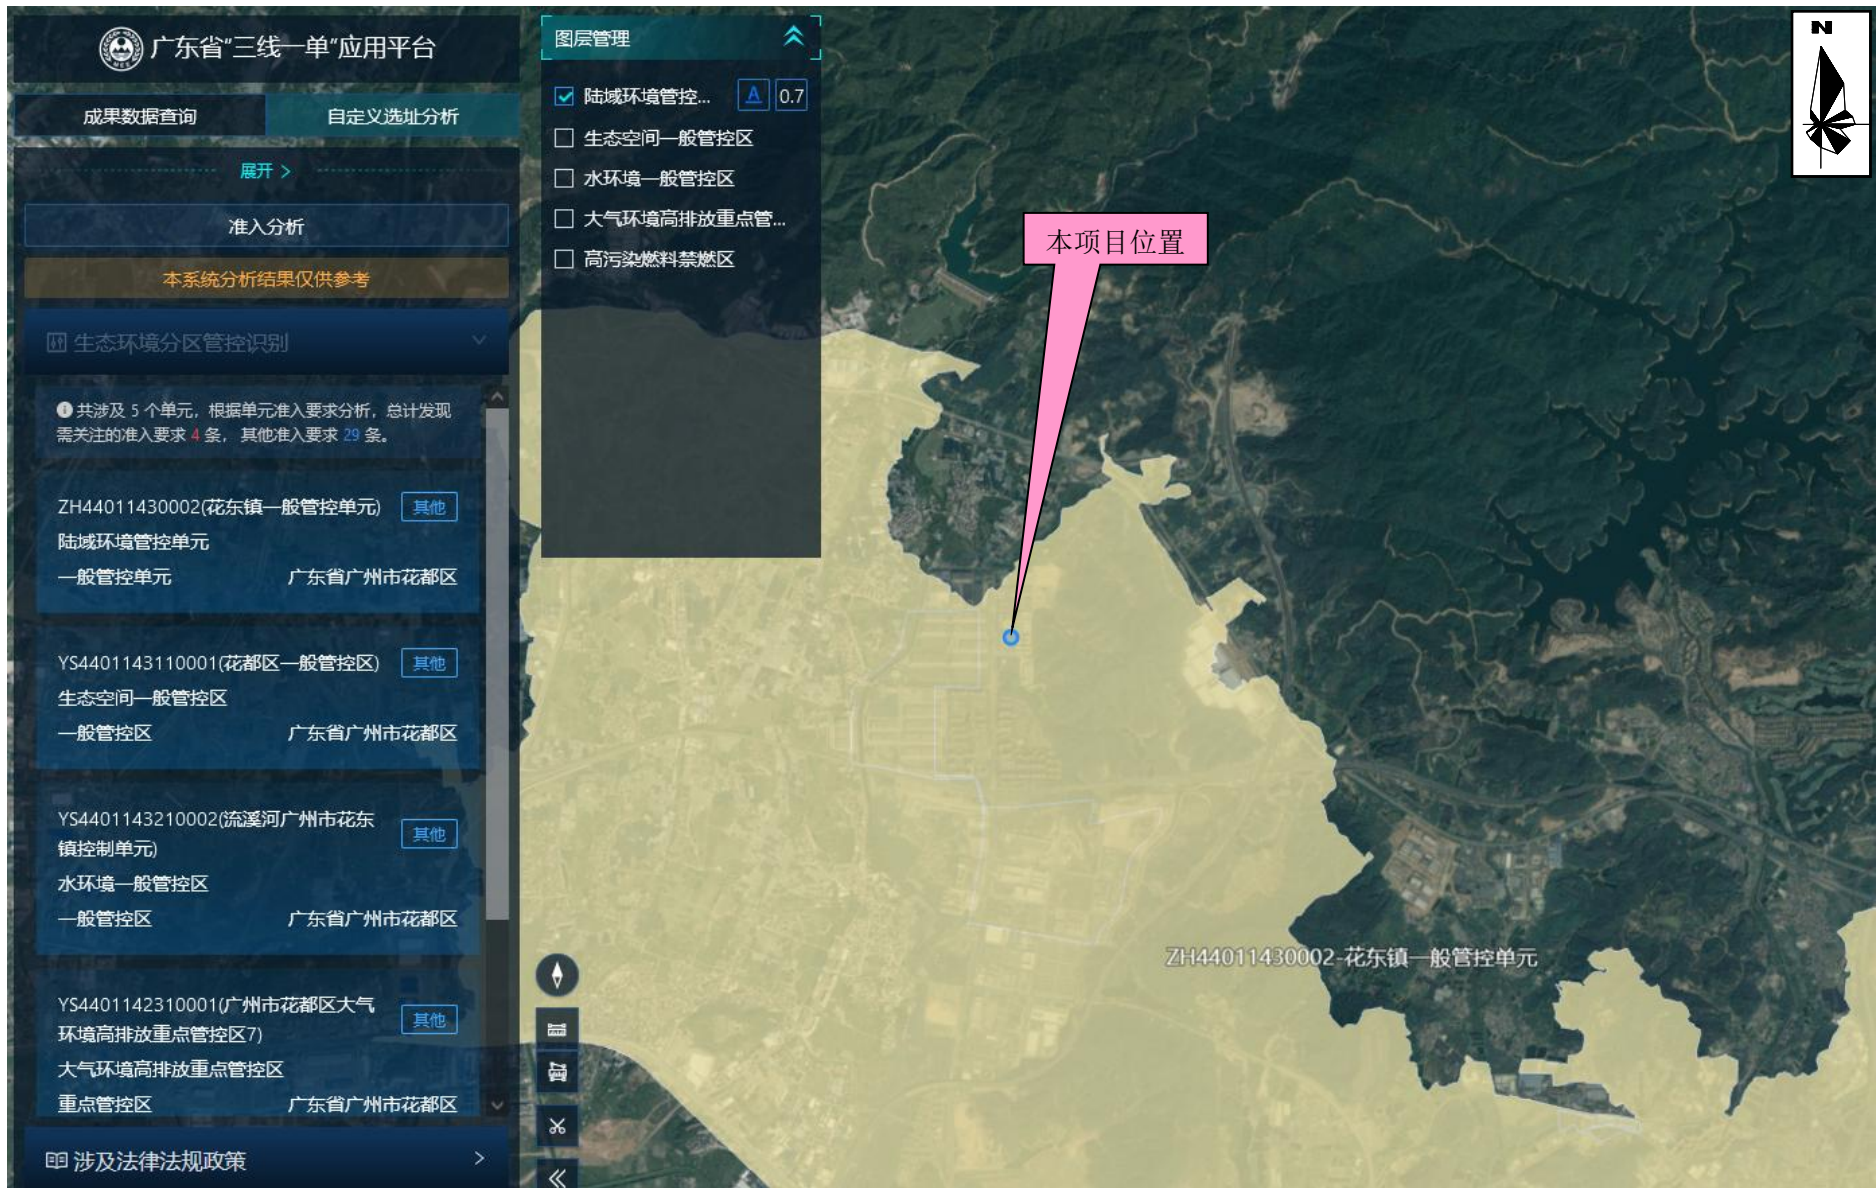 广东省"三线一单"应用平台
成果数据查询
自定义选址分析
展开 >
准入分析
本系统分析结果仅供参考
生态环境分区管控识别
共涉及 5 个单元，根据单元准入要求分析，总计发现
需关注的准入要求 4 条， 其他准入要求 29 条。
ZH44011430002(花东镇一般管控单元)
其他
陆域环境管控单元
一般管控单元
广东省广州市花都区
YS4401143110001(花都区一般管控区)
其他
生态空间一般管控区
一般管控区
广东省广州市花都区
YS4401143210002(流溪河广州市花东
镇控制单元)
其他
水环境一般管控区
一般管控区
广东省广州市花都区
YS4401142310001(广州市花都区大气
环境高排放重点管控区7)
其他
大气环境高排放重点管控区
重点管控区
广东省广州市花都区
涉及法律法规政策
图层管理
陆域环境管控... A 0.7
生态空间一般管控区
水环境一般管控区
大气环境高排放重点管...
高污染燃料禁燃区
本项目位置
N
ZH44011430002-花东镇一般管控单元